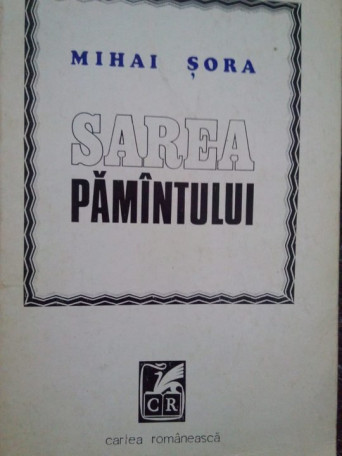 MIHAI ȘORA
SAREA
PĂMÎNTULUI
CR
cartea românească